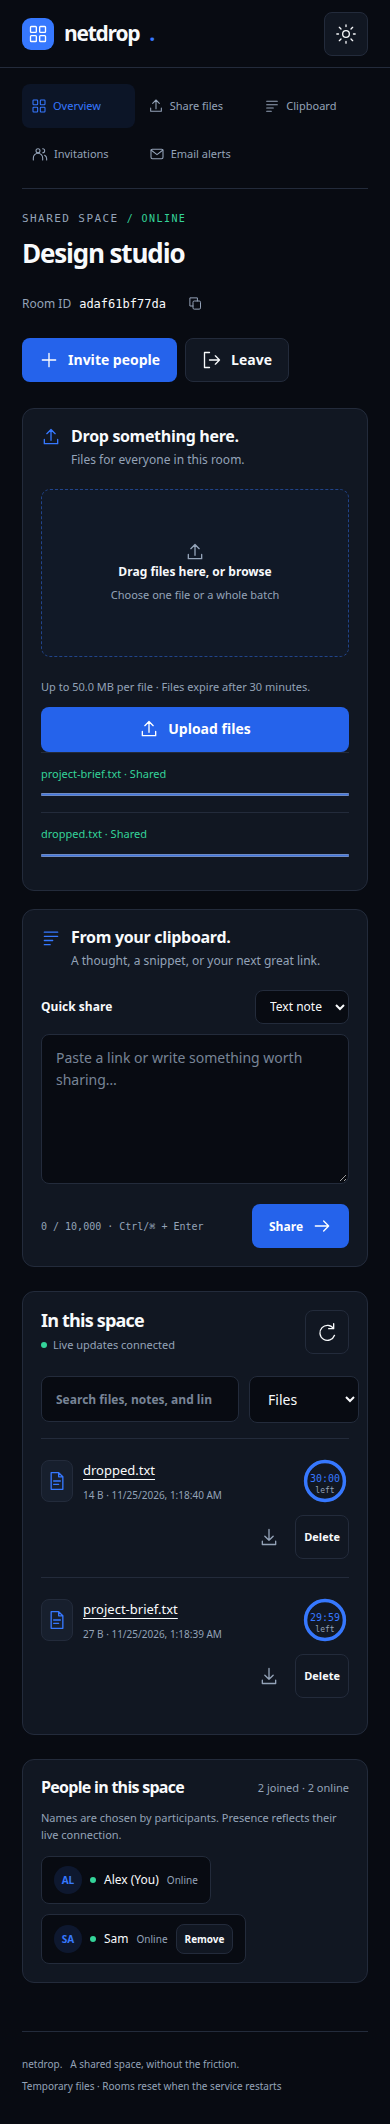 netdrop .
Overview
Share files
Clipboard
Invitations
Email alerts
SHARED SPACE / ONLINE
Design studio
Room ID adaf61bf77da
Invite people
Leave
Drop something here.
Files for everyone in this room.
Drag files here, or browse
Choose one file or a whole batch
Up to 50.0 MB per file · Files expire after 30 minutes.
Upload files
project-brief.txt · Shared
dropped.txt · Shared
From your clipboard.
A thought, a snippet, or your next great link.
Quick share
Text note
Paste a link or write something worth
sharing...
0 / 10,000 · Ctrl/⌘ + Enter
Share
In this space
Live updates connected
Search files, notes, and lin
Files
dropped.txt
14 B · 11/25/2026, 1:18:40 AM
30:00
left
Delete
project-brief.txt
27 B · 11/25/2026, 1:18:39 AM
29:59
left
Delete
People in this space
2 joined · 2 online
Names are chosen by participants. Presence reflects their
live connection.
AL Alex (You) Online
SA Sam Online Remove
netdrop. A shared space, without the friction.
Temporary files · Rooms reset when the service restarts